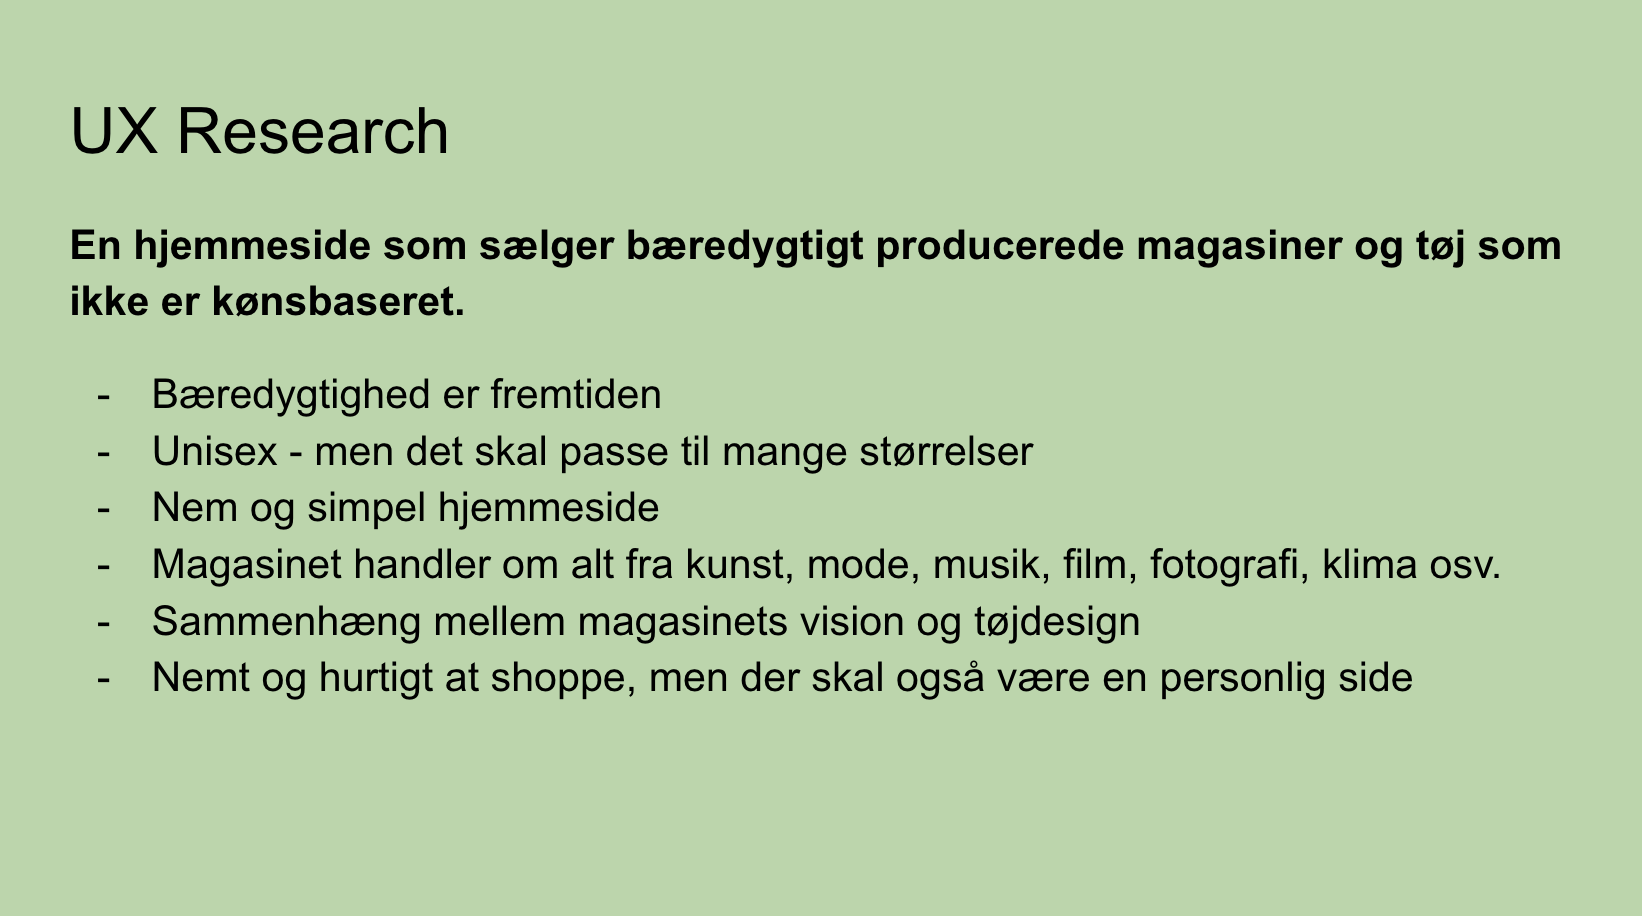 UX Research
En hjemmeside som sælger bæredygtigt producerede magasiner og tøj som
ikke er kønsbaseret.
- Bæredygtighed er fremtiden
- Unisex - men det skal passe til mange størrelser
- Nem og simpel hjemmeside
- Magasinet handler om alt fra kunst, mode, musik, film, fotografi, klima osv.
- Sammenhæng mellem magasinets vision og tøjdesign
- Nemt og hurtigt at shoppe, men der skal også være en personlig side